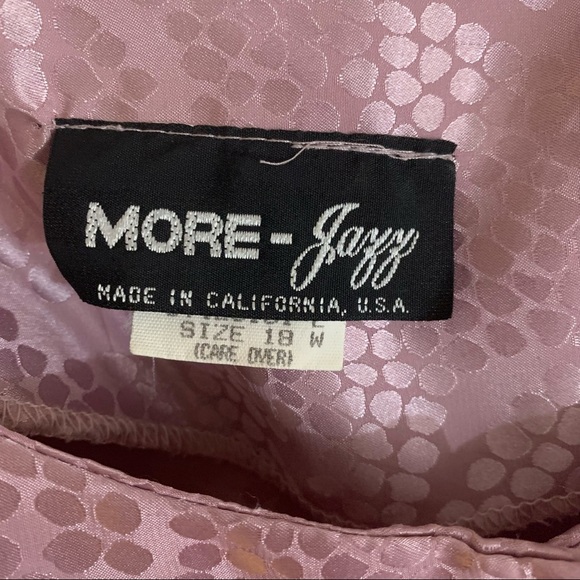 MORE-Jazz
MADE IN CALIFORNIA, U.S.A.
SIZE 18 W
(CARE OVER)